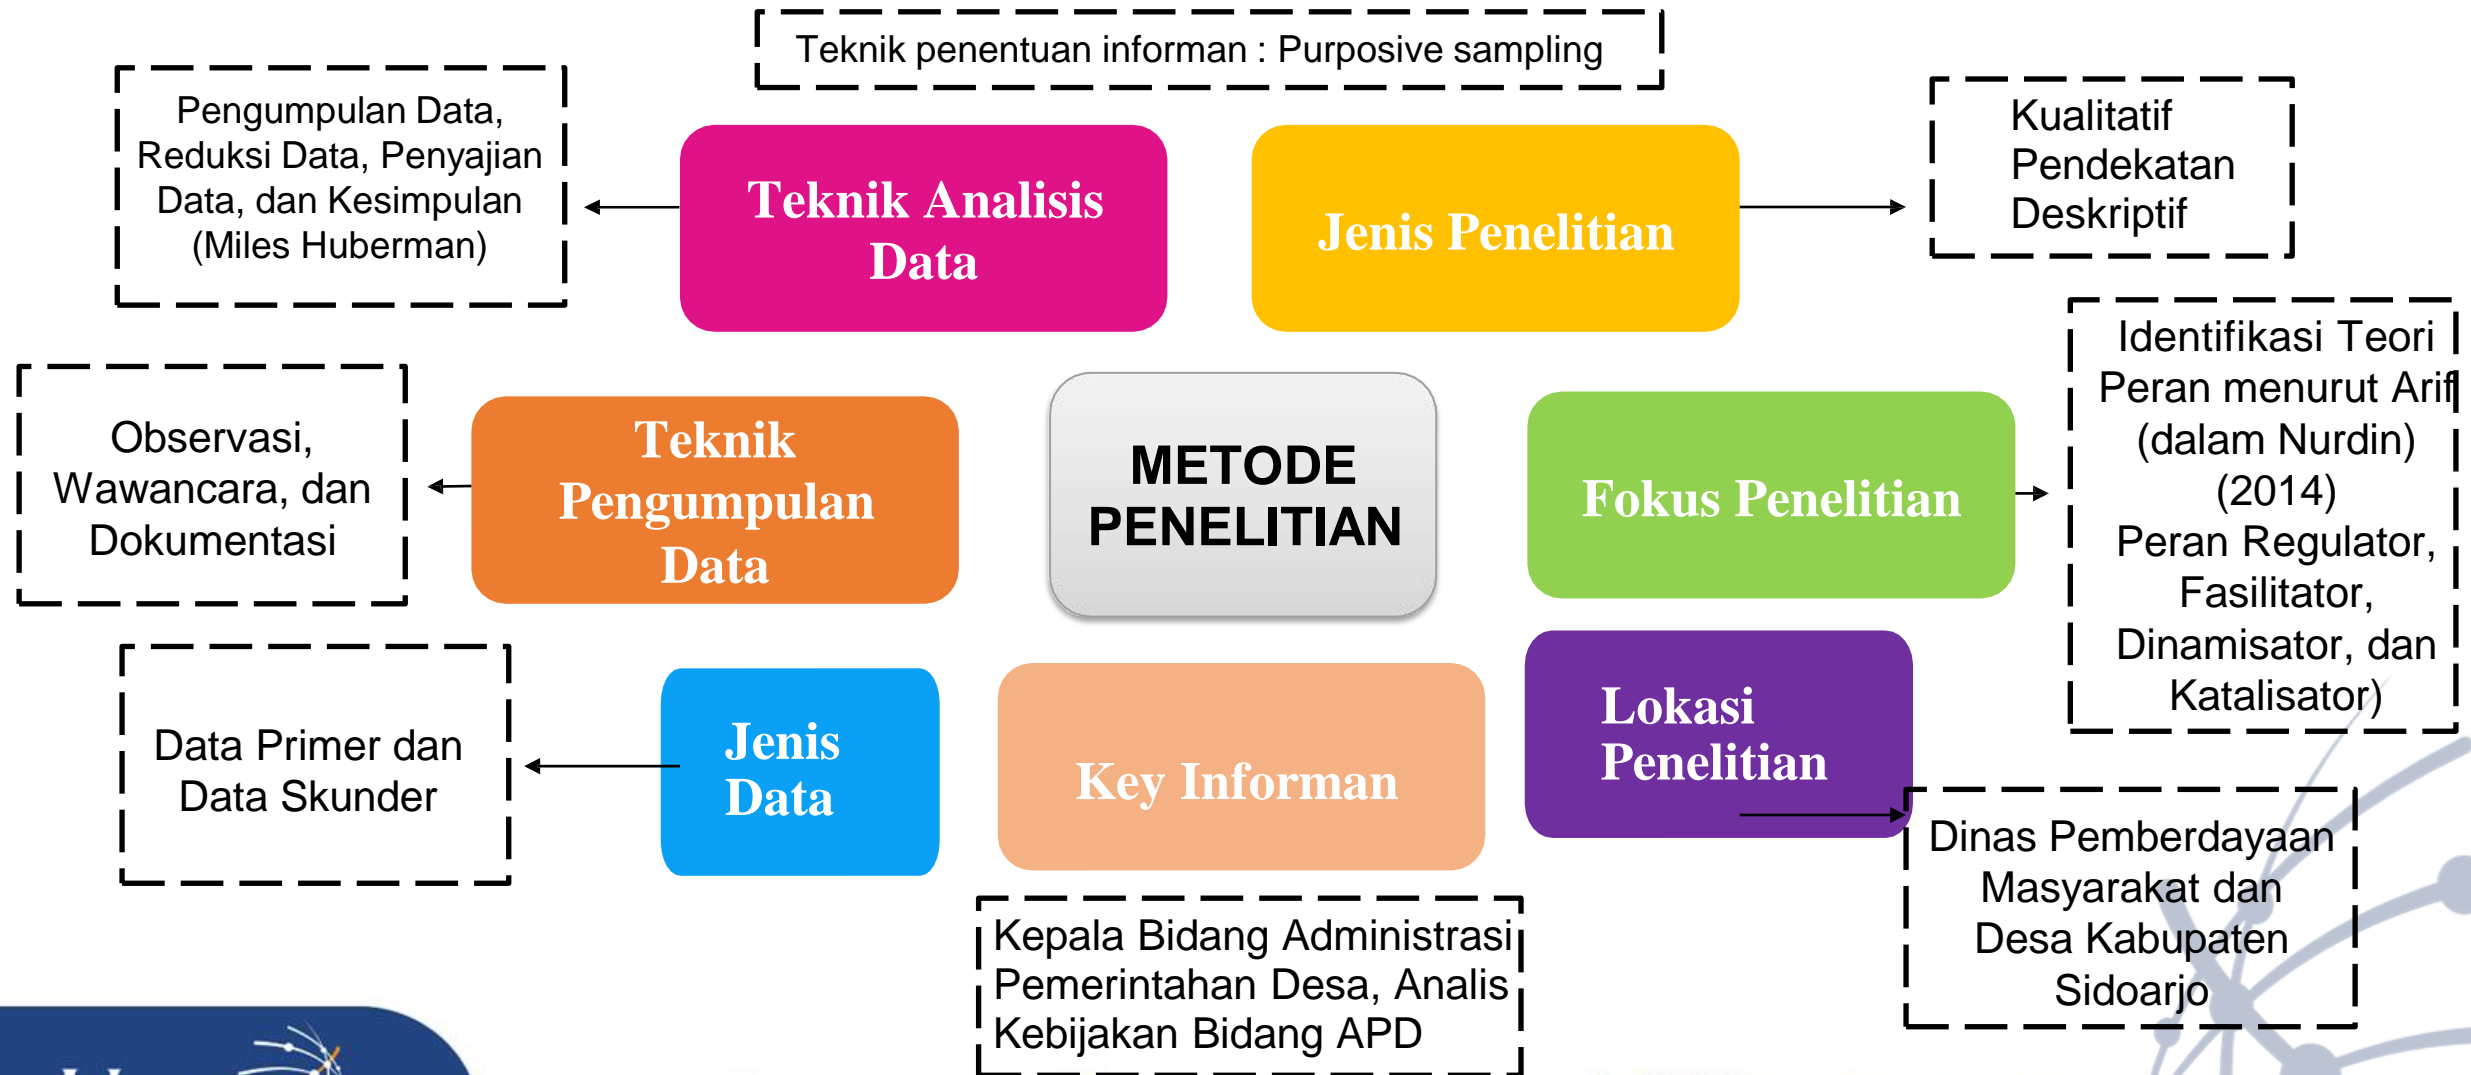 Teknik penentuan informan : Purposive sampling
Pengumpulan Data,
Reduksi Data, Penyajian
Data, dan Kesimpulan
(Miles Huberman)
Teknik Analisis
Data
Jenis Penelitian
Kualitatif
Pendekatan
Deskriptif
Observasi,
Wawancara, dan
Dokumentasi
Teknik
Pengumpulan
Data
METODE
PENELITIAN
Fokus Penelitian
Identifikasi Teori
Peran menurut Arif
(dalam Nurdin)
(2014)
Peran Regulator,
Fasilitator,
Dinamisator, dan
Katalisator)
Data Primer dan
Data Skunder
Jenis
Data
Key Informan
Lokasi
Penelitian
Kepala Bidang Administrasi
Pemerintahan Desa, Analis
Kebijakan Bidang APD
Dinas Pemberdayaan
Masyarakat dan
Desa Kabupaten
Sidoarjo